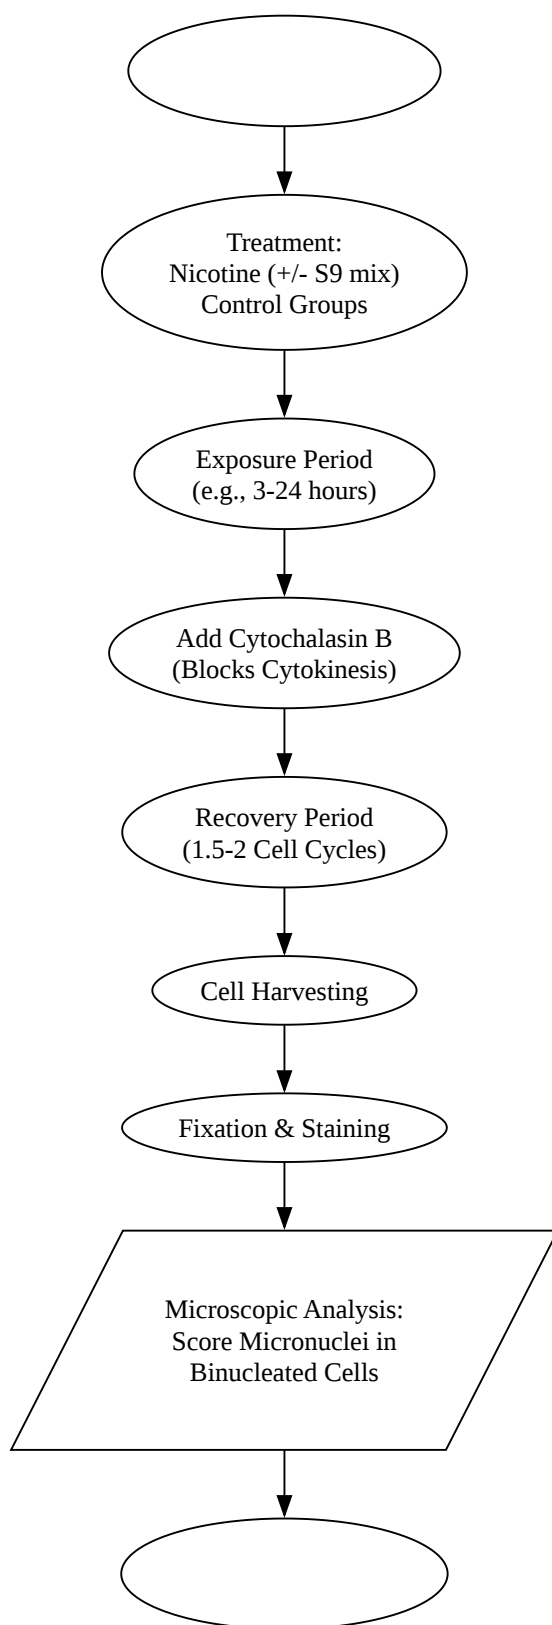 Treatment:
Nicotine (+/- S9 mix)
Control Groups
Exposure Period
(e.g., 3-24 hours)
Add Cytochalasin B
(Blocks Cytokinesis)
Recovery Period
(1.5-2 Cell Cycles)
Cell Harvesting
Fixation & Staining
Microscopic Analysis:
Score Micronuclei in
Binucleated Cells